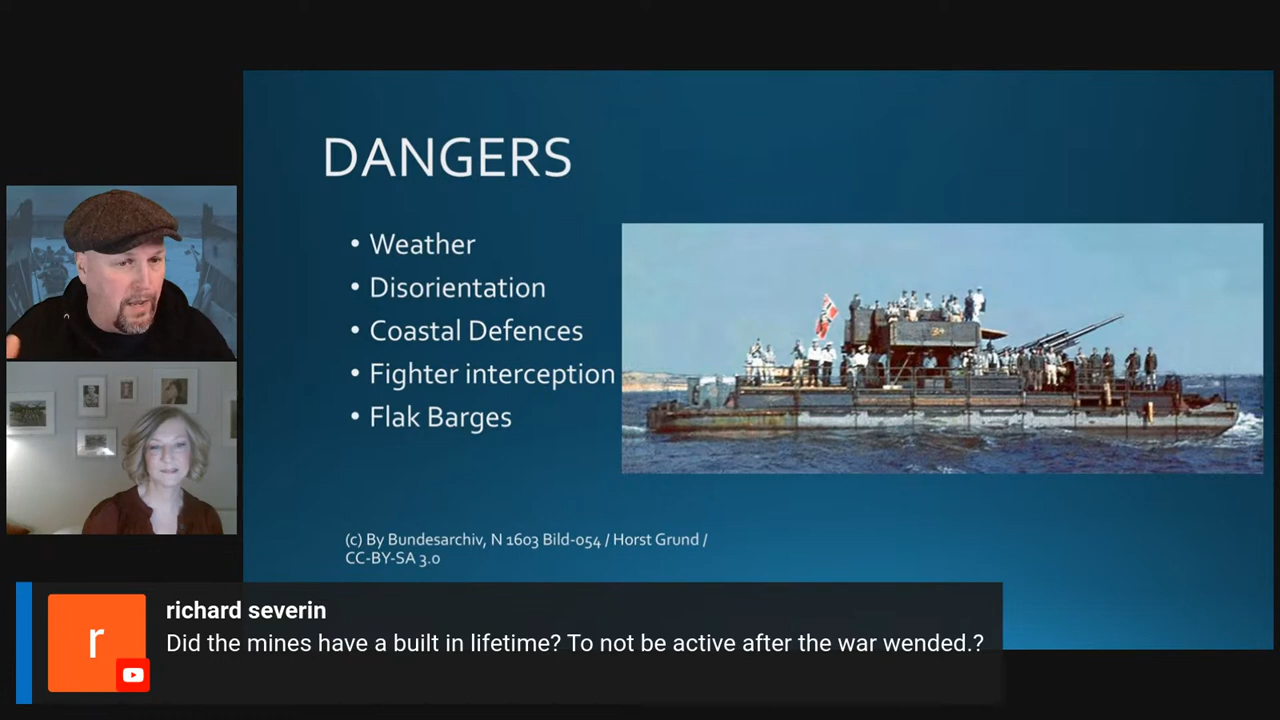 DANGERS
• Weather
• Disorientation
• Coastal Defences
• Fighter interception
• Flak Barges
(c) By Bundesarchiv, N 1603 Bild-054 / Horst Grund /
CC-BY-SA 3.0
r
richard severin
Did the mines have a built in lifetime? To not be active after the war wended.?